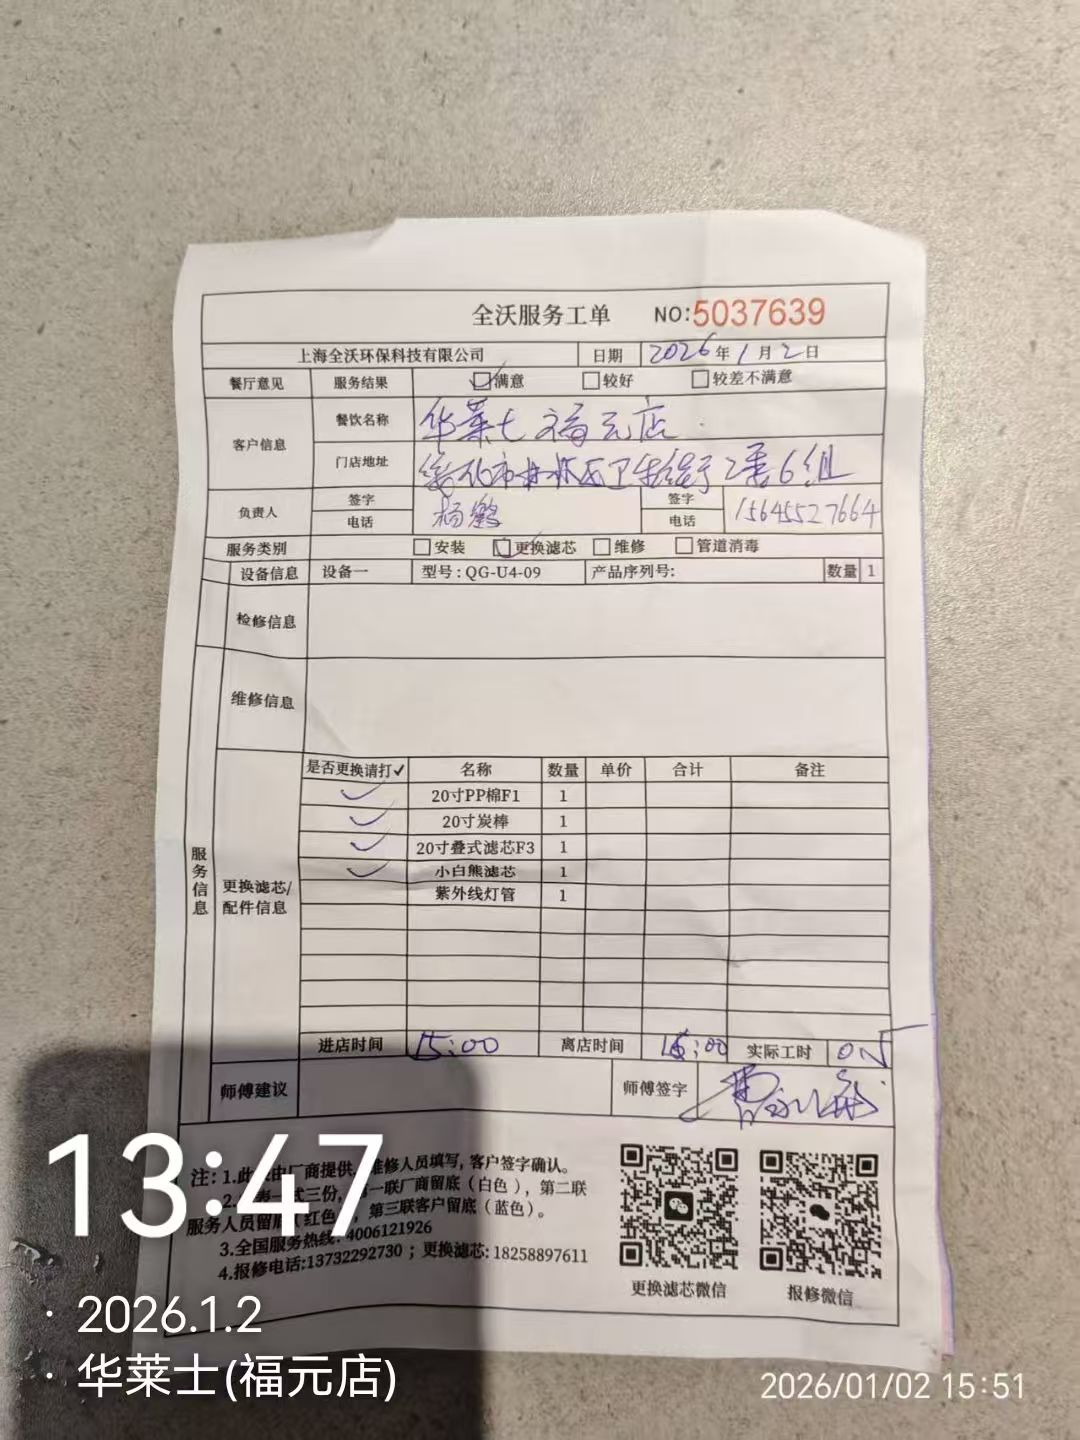 全沃服务工单 NO:5037639
上海全沃环保科技有限公司 日期 2026年1月2日
餐厅意见 服务结果 满意 较好 较差不满意
客户信息 餐饮名称 华莱士福元店
门店地址 市 2委6组
负责人 签字 杨 签字
电话 电话 15645527664
服务类别 安装 更换滤芯 维修 管道消毒
设备信息 设备一 型号:QG-U4-09 产品序列号: 数量 1
检修信息
维修信息
服务信息
更换滤芯/配件信息
是否更换请打✓ 名称 数量 单价 合计 备注
✓ 20寸PP棉F1 1
✓ 20寸炭棒 1
✓ 20寸叠式滤芯F3 1
✓ 小白熊滤芯 1
紫外线灯管 1
进店时间 15:00 离店时间 16:00 实际工时
师傅建议 师傅签字
注:1.此 由厂商提供, 维修人员填写,客户签字确认。
2. 表一式三份, 第一联厂商留底(白色),第二联
服务人员留底(红色),第三联客户留底(蓝色)。
3.全国服务热线:4006121926
4.报修电话:13732292730;更换滤芯:18258897611
更换滤芯微信 报修微信
13:47
2026.1.2
华莱士(福元店)
2026/01/02 15:51